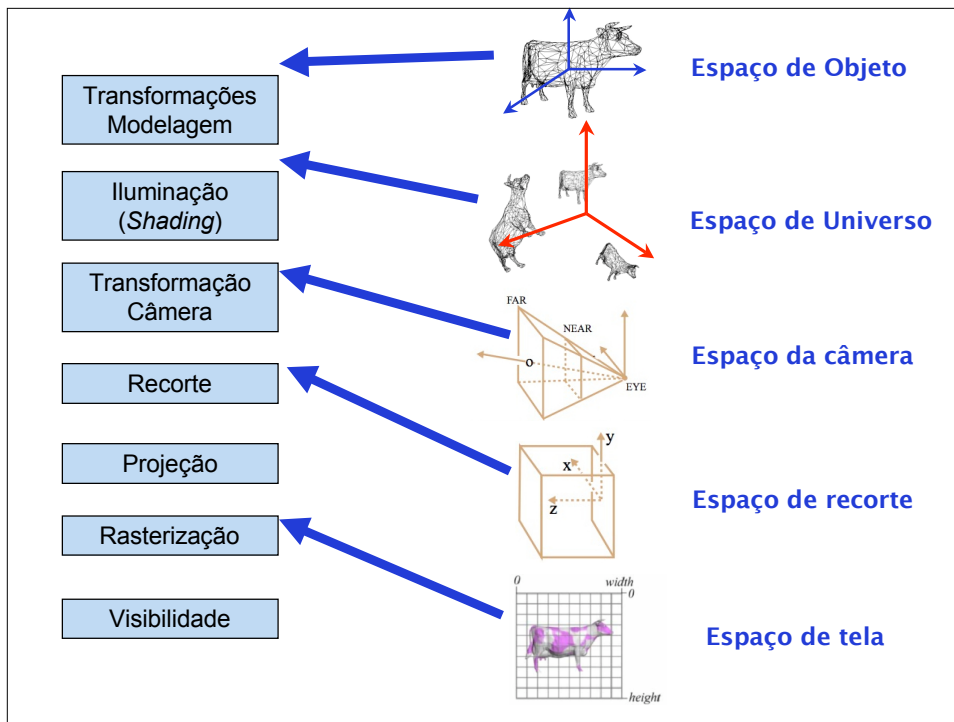 Transformações
Modelagem
Iluminação
(Shading)
Transformação
Câmera
Recorte
Projeção
Rasterização
Visibilidade
Espaço de Objeto
Espaço de Universo
FAR
NEAR
O
EYE
Espaço da câmera
y
x
z
Espaço de recorte
0 width
0
height
Espaço de tela